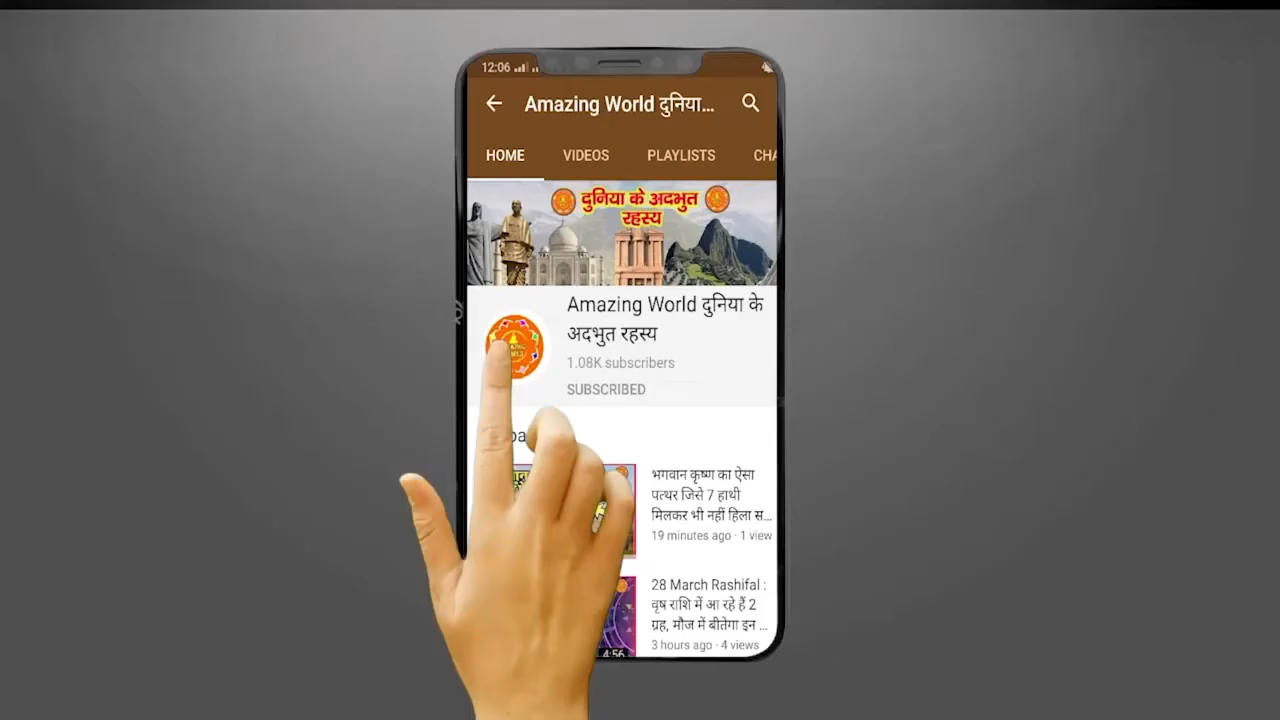 12:06
Amazing World दुनिया...
HOME VIDEOS PLAYLISTS CHA
दुनिया के अदभुत
रहस्य
Amazing World दुनिया के
अदभुत रहस्य
1.08K subscribers
SUBSCRIBED
भगवान कृष्ण का ऐसा
पत्थर जिसे 7 हाथी
मिलकर भी नहीं हिला स...
19 minutes ago · 1 view
28 March Rashifal :
वृष राशि में आ रहे हैं 2
ग्रह, मौज में बीतेगा इन ...
3 hours ago · 4 views
4:56